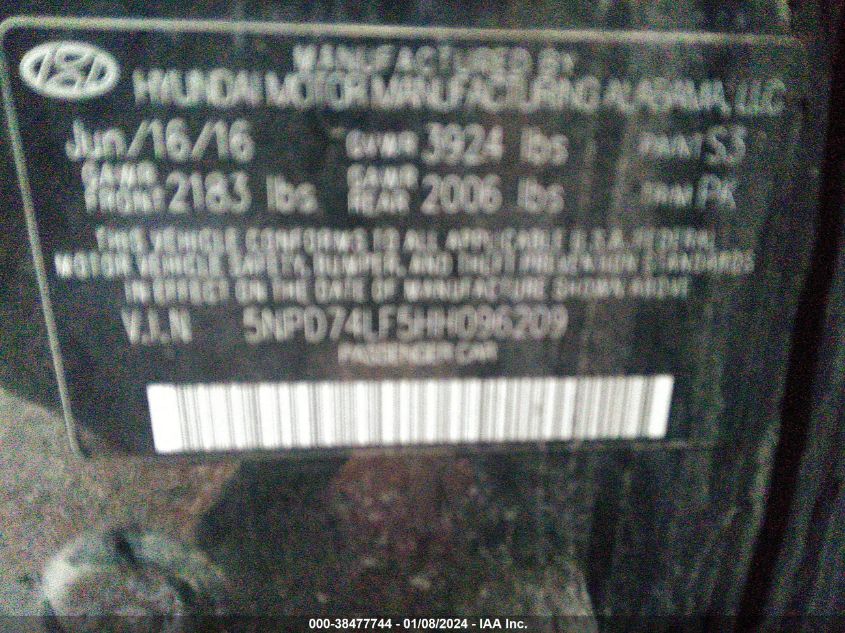 MANUFACTURED BY
HYUNDAI MOTOR MANUFACTURING ALABAMA, LLC
Jun/16/16 GVWR 3924 lbs PAINT S3
GAWR FRONT 2183 lbs GAWR REAR 2006 lbs TRIM PK
THIS VEHICLE CONFORMS TO ALL APPLICABLE U.S.A. FEDERAL
MOTOR VEHICLE SAFETY, BUMPER, AND THEFT PREVENTION STANDARDS
IN EFFECT ON THE DATE OF MANUFACTURE SHOWN ABOVE
V.I.N 5NPD74LF5HH096209
PASSENGER CAR
000-38477744 - 01/08/2024 - IAA Inc.